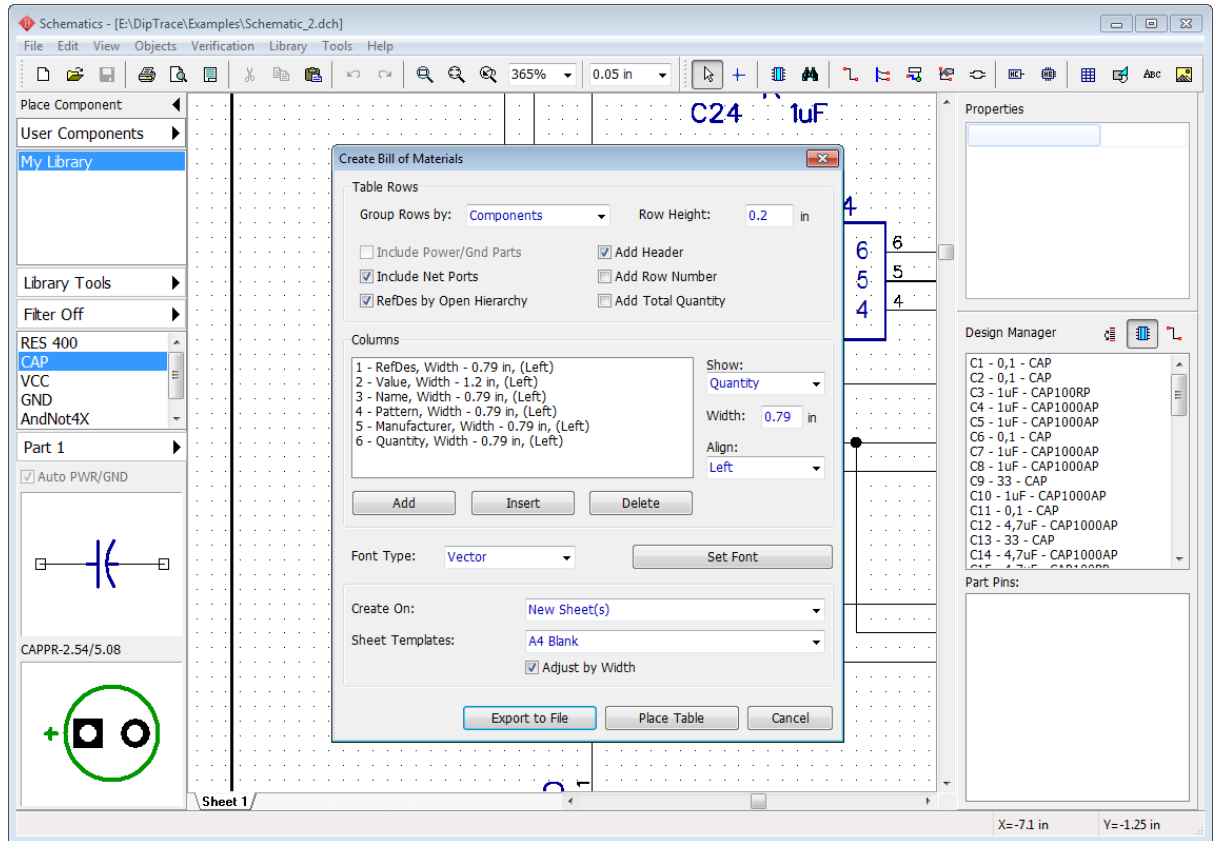 Schematics - [E:\DipTrace\Examples\Schematic_2.dch]
File Edit View Objects Verification Library Tools Help
365% 0.05 in ABC
Place Component
User Components
My Library
Library Tools
Filter Off
RES 400
CAP
VCC
GND
AndNot4X
Part 1
Auto PWR/GND
CAPPR-2.54/5.08
+
C24 1uF
4
6 6
5 5
4 4
Sheet 1
Create Bill of Materials
Table Rows
Group Rows by: Components Row Height: 0.2 in
Include Power/Gnd Parts Add Header
Include Net Ports Add Row Number
RefDes by Open Hierarchy Add Total Quantity
Columns
1 - RefDes, Width - 0.79 in, (Left)
2 - Value, Width - 1.2 in, (Left)
3 - Name, Width - 0.79 in, (Left)
4 - Pattern, Width - 0.79 in, (Left)
5 - Manufacturer, Width - 0.79 in, (Left)
6 - Quantity, Width - 0.79 in, (Left)
Show:
Quantity
Width: 0.79 in
Align:
Left
Add Insert Delete
Font Type: Vector Set Font
Create On: New Sheet(s)
Sheet Templates: A4 Blank
Adjust by Width
Export to File Place Table Cancel
Properties
Design Manager
C1 - 0,1 - CAP
C2 - 0,1 - CAP
C3 - 1uF - CAP100RP
C4 - 1uF - CAP1000AP
C5 - 1uF - CAP1000AP
C6 - 0,1 - CAP
C7 - 1uF - CAP1000AP
C8 - 1uF - CAP1000AP
C9 - 33 - CAP
C10 - 1uF - CAP1000AP
C11 - 0,1 - CAP
C12 - 4,7uF - CAP1000AP
C13 - 33 - CAP
C14 - 4,7uF - CAP1000AP
C15 - 4,7uF - CAP100RP
Part Pins:
X=-7.1 in Y=-1.25 in